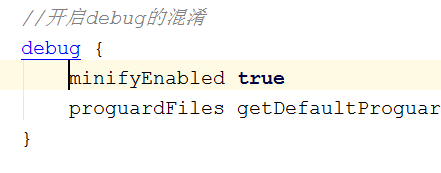 //开启debug的混淆
debug {
minifyEnabled true
proguardFiles getDefaultProguar
}